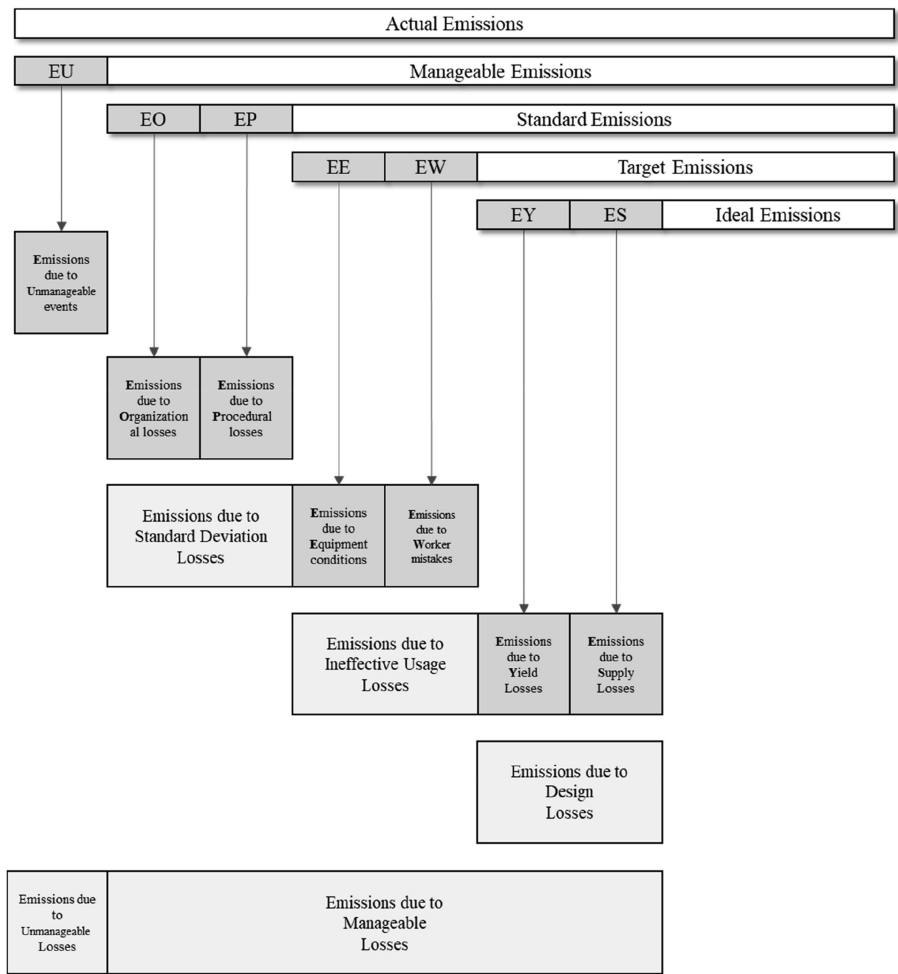 Actual Emissions
EU
Manageable Emissions
EO
EP
Standard Emissions
EE
EW
Target Emissions
EY
ES
Ideal Emissions
Emissions
due to
Unmanageable
events
Emissions
due to
Organization
al losses
Emissions
due to
Procedural
losses
Emissions due to
Standard Deviation
Losses
Emissions
due to
Equipment
conditions
Emissions
due to
Worker
mistakes
Emissions due to
Ineffective Usage
Losses
Emissions
due to
Yield
Losses
Emissions
due to
Supply
Losses
Emissions due to
Design
Losses
Emissions due
to
Unmanageable
Losses
Emissions due to
Manageable
Losses